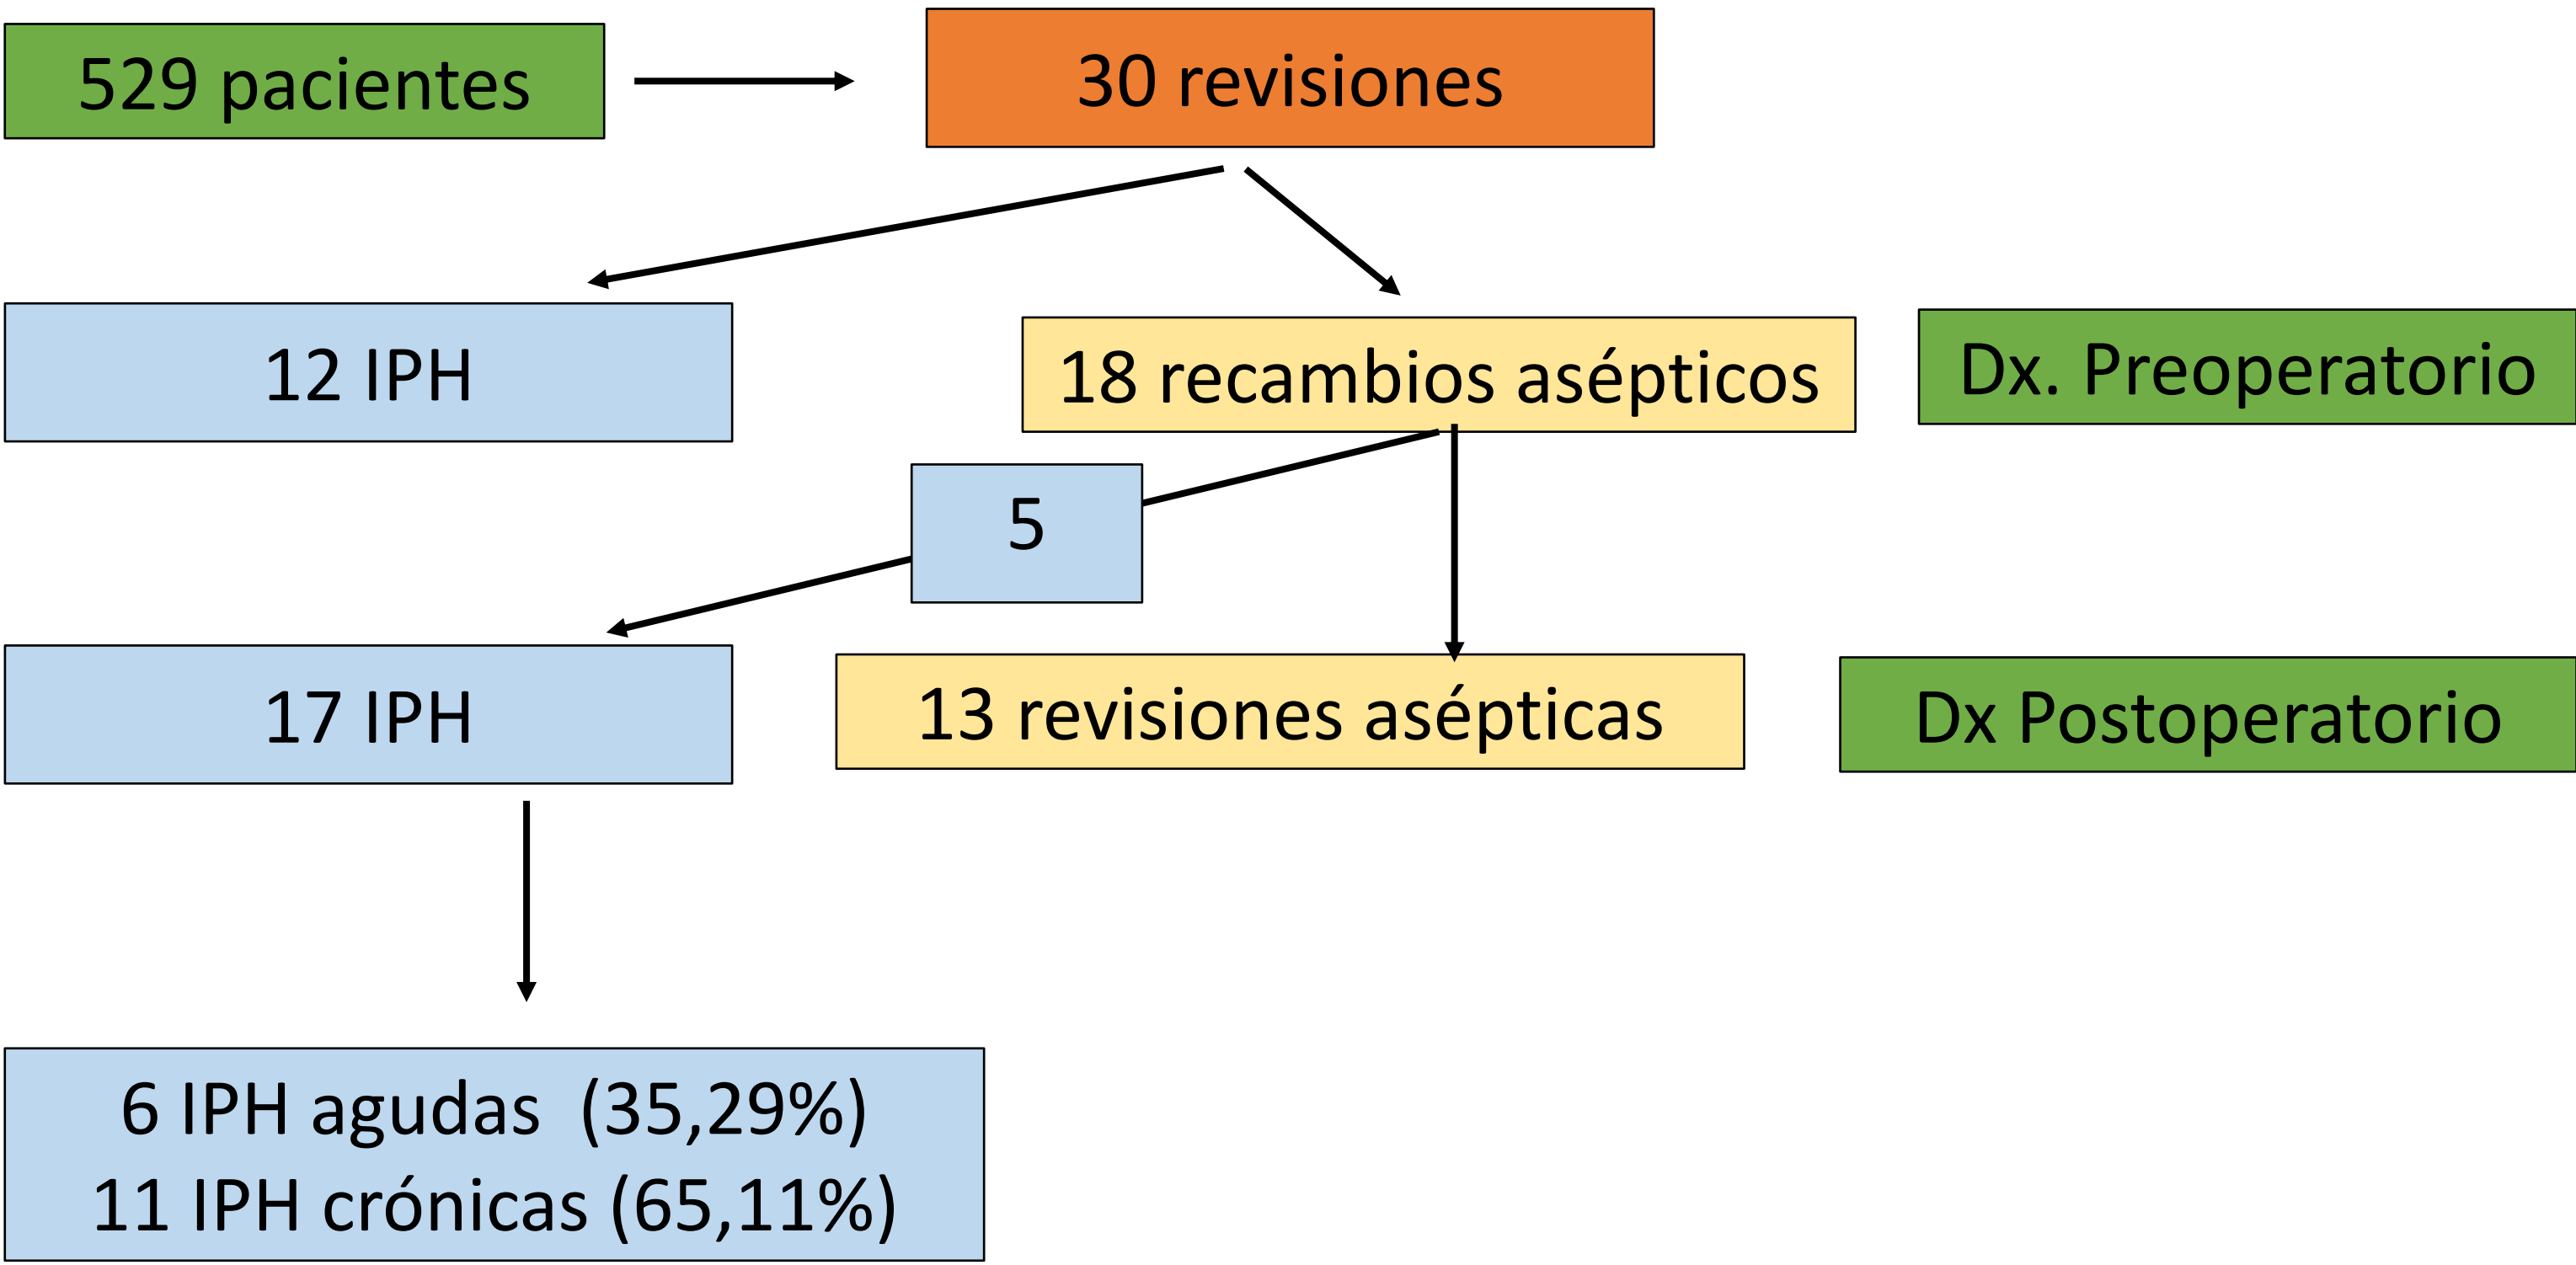 529 pacientes
30 revisiones
12 IPH
18 recambios asépticos
Dx. Preoperatorio
5
17 IPH
13 revisiones asépticas
Dx Postoperatorio
6 IPH agudas  (35,29%)
11 IPH crónicas (65,11%)